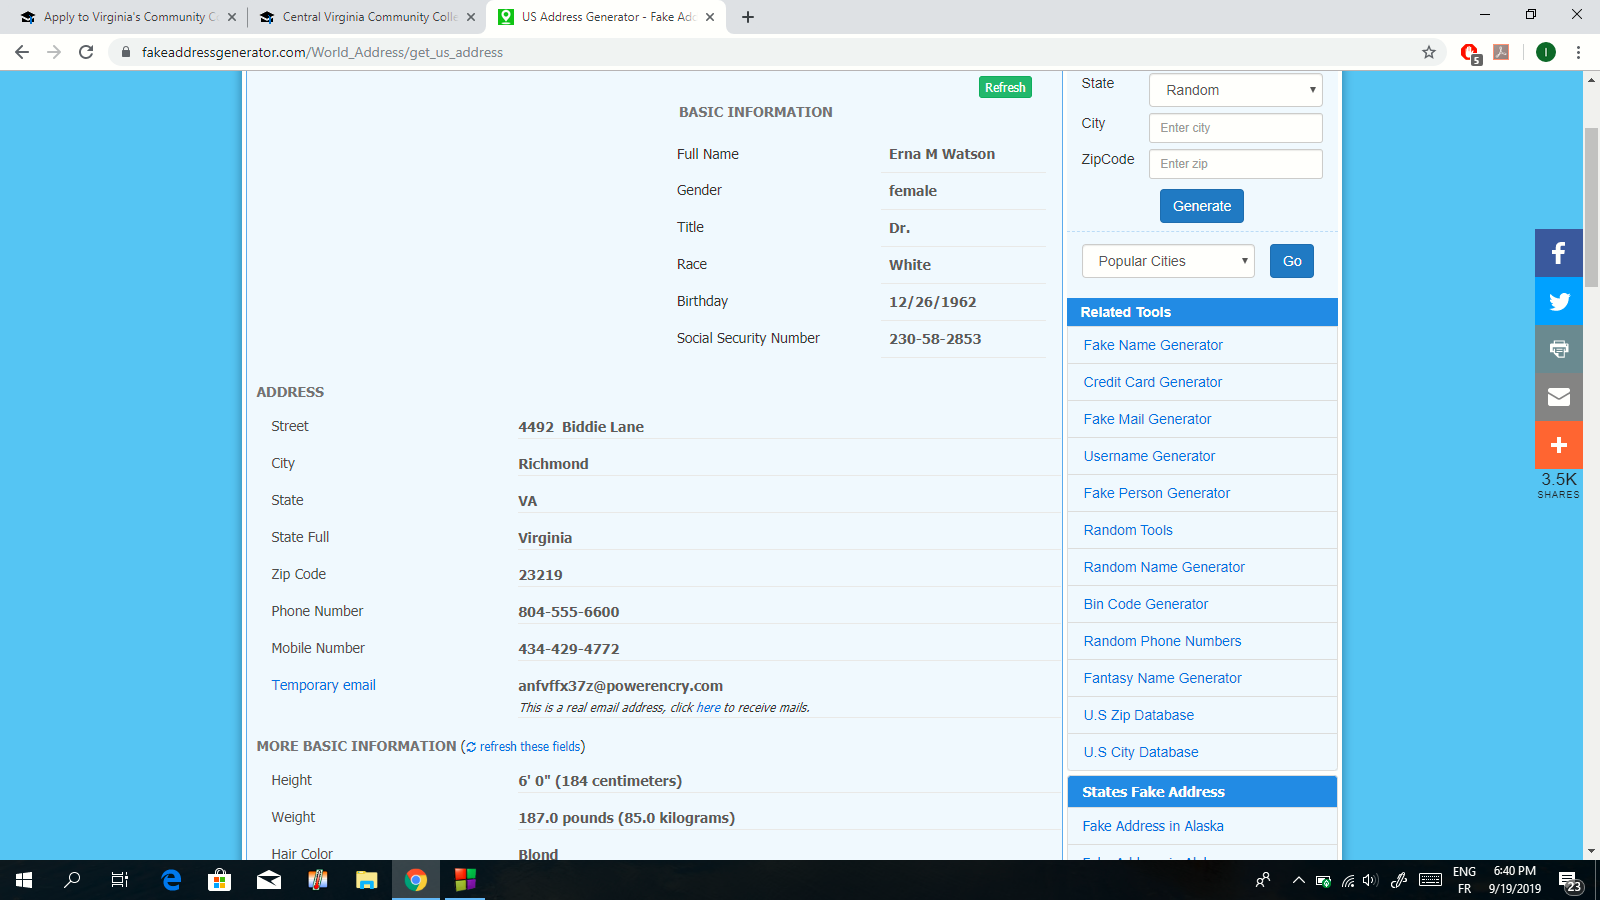 Apply to Virginia's Community C
Central Virginia Community Colle
US Address Generator - Fake Add
fakeaddressgenerator.com/World_Address/get_us_address
5
I
Refresh
BASIC INFORMATION
Full Name Erna M Watson
Gender female
Title Dr.
Race White
Birthday 12/26/1962
Social Security Number 230-58-2853
ADDRESS
Street 4492 Biddie Lane
City Richmond
State VA
State Full Virginia
Zip Code 23219
Phone Number 804-555-6600
Mobile Number 434-429-4772
Temporary email anfvffx37z@powerencry.com
This is a real email address, click here to receive mails.
MORE BASIC INFORMATION (refresh these fields)
Height 6' 0" (184 centimeters)
Weight 187.0 pounds (85.0 kilograms)
Hair Color Blond
State Random
City Enter city
ZipCode Enter zip
Generate
Popular Cities Go
Related Tools
Fake Name Generator
Credit Card Generator
Fake Mail Generator
Username Generator
Fake Person Generator
Random Tools
Random Name Generator
Bin Code Generator
Random Phone Numbers
Fantasy Name Generator
U.S Zip Database
U.S City Database
States Fake Address
Fake Address in Alaska
3.5K
SHARES
ENG
FR
6:40 PM
9/19/2019
23